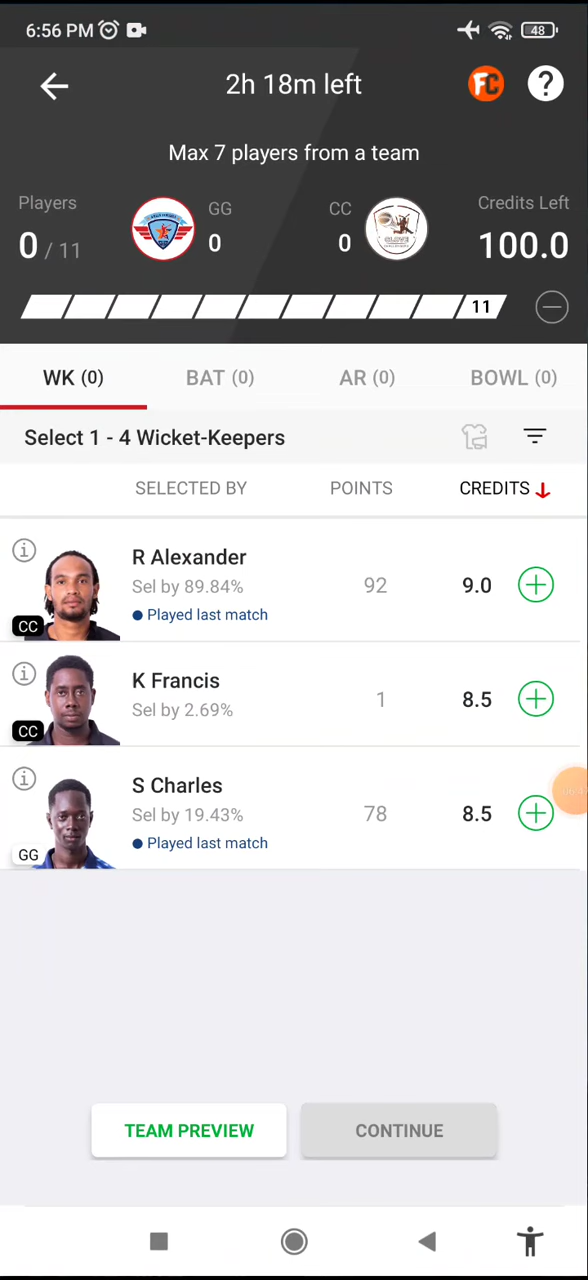 6:56 PM 48
2h 18m left FC ?
Max 7 players from a team
Players GG CC Credits Left
0 / 11 0 0 100.0
11
WK (0) BAT (0) AR (0) BOWL (0)
Select 1 - 4 Wicket-Keepers
SELECTED BY POINTS CREDITS
R Alexander
Sel by 89.84% 92 9.0
Played last match
CC
K Francis
Sel by 2.69% 1 8.5
CC
S Charles
Sel by 19.43% 78 8.5
Played last match
GG
TEAM PREVIEW CONTINUE